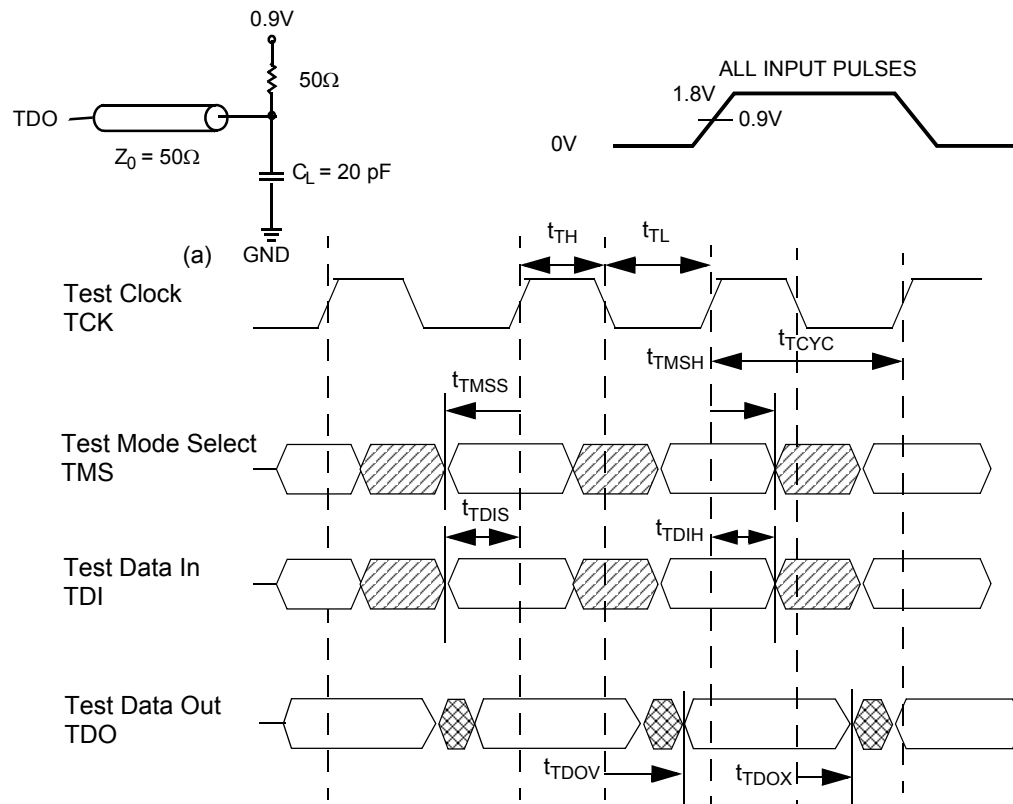 0.9V
50Ω
TDO
Z0 = 50Ω
CL = 20 pF
(a)
GND
ALL INPUT PULSES
1.8V
0.9V
0V
tTH
tTL
Test Clock
TCK
tTCYC
tTMSH
tTMSS
Test Mode Select
TMS
tTDIS
tTDIH
Test Data In
TDI
Test Data Out
TDO
tTDOV
tTDOX